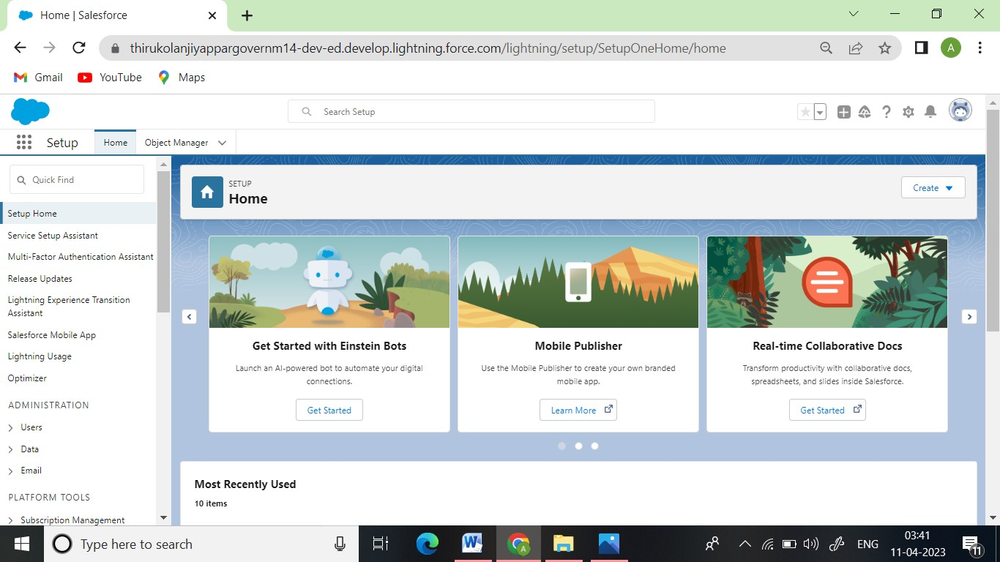 Home | Salesforce
thirukolanjiyappargovernm14-dev-ed.develop.lightning.force.com/lightning/setup/SetupOneHome/home
A
Gmail
YouTube
Maps
Search Setup
Setup
Home
Object Manager
Quick Find
Setup Home
Service Setup Assistant
Multi-Factor Authentication Assistant
Release Updates
Lightning Experience Transition
Assistant
Salesforce Mobile App
Lightning Usage
Optimizer
ADMINISTRATION
Users
Data
Email
PLATFORM TOOLS
Subscription Management
SETUP
Home
Create
Get Started with Einstein Bots
Launch an AI-powered bot to automate your digital
connections.
Get Started
Mobile Publisher
Use the Mobile Publisher to create your own branded
mobile app.
Learn More
Real-time Collaborative Docs
Transform productivity with collaborative docs,
spreadsheets, and slides inside Salesforce.
Get Started
Most Recently Used
10 items
Type here to search
W
A
ENG
03:41
11-04-2023
11